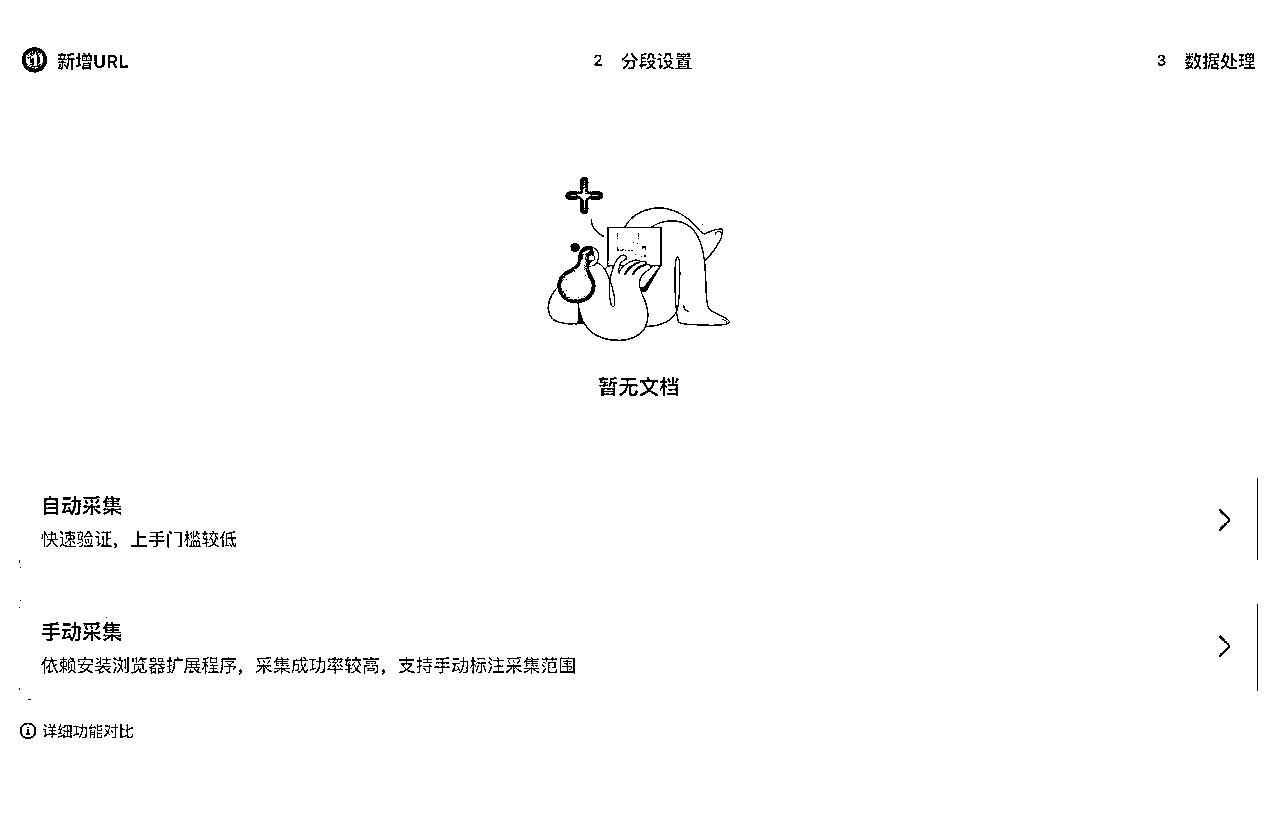 1 新增URL
2 分段设置
3 数据处理
暂无文档
自动采集
快速验证，上手门槛较低
手动采集
依赖安装浏览器扩展程序，采集成功率较高，支持手动标注采集范围
详细功能对比